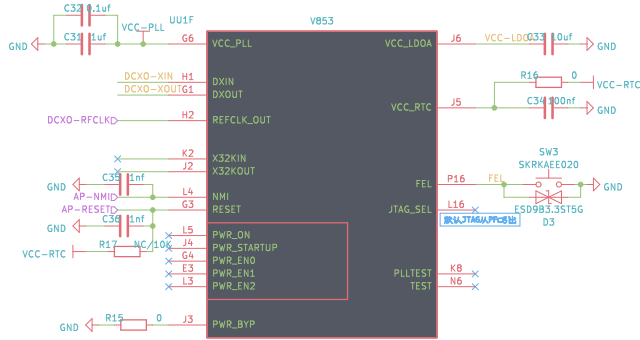 C32 0.1uf
UU1F
V853
VCC-PLL
GND
C31 1uf
G6
VCC_PLL
VCC_LDOA
J6
VCC-LDOA
C33 10uf
GND
DCXO-XIN
H1
DXIN
R16
0
VCC-RTC
DCXO-XOUT
G1
DXOUT
VCC_RTC
J5
C34 100nf
GND
DCXO-RFCLK
H2
REFCLK_OUT
SW3
K2
X32KIN
SKRKAEE020
J2
X32KOUT
C35 1nf
GND
FEL
P16
FEL
GND
AP-NMI
L4
NMI
AP-RESET
G3
RESET
JTAG_SEL
L16
ESD9B3.3ST5G
D3
C36 1nf
GND
L5
PWR_ON
R17
NC/10K
VCC-RTC
J4
PWR_STARTUP
G4
PWR_EN0
E3
PWR_EN1
PLLTEST
K8
L3
PWR_EN2
TEST
N6
GND
R15
0
J3
PWR_BYP